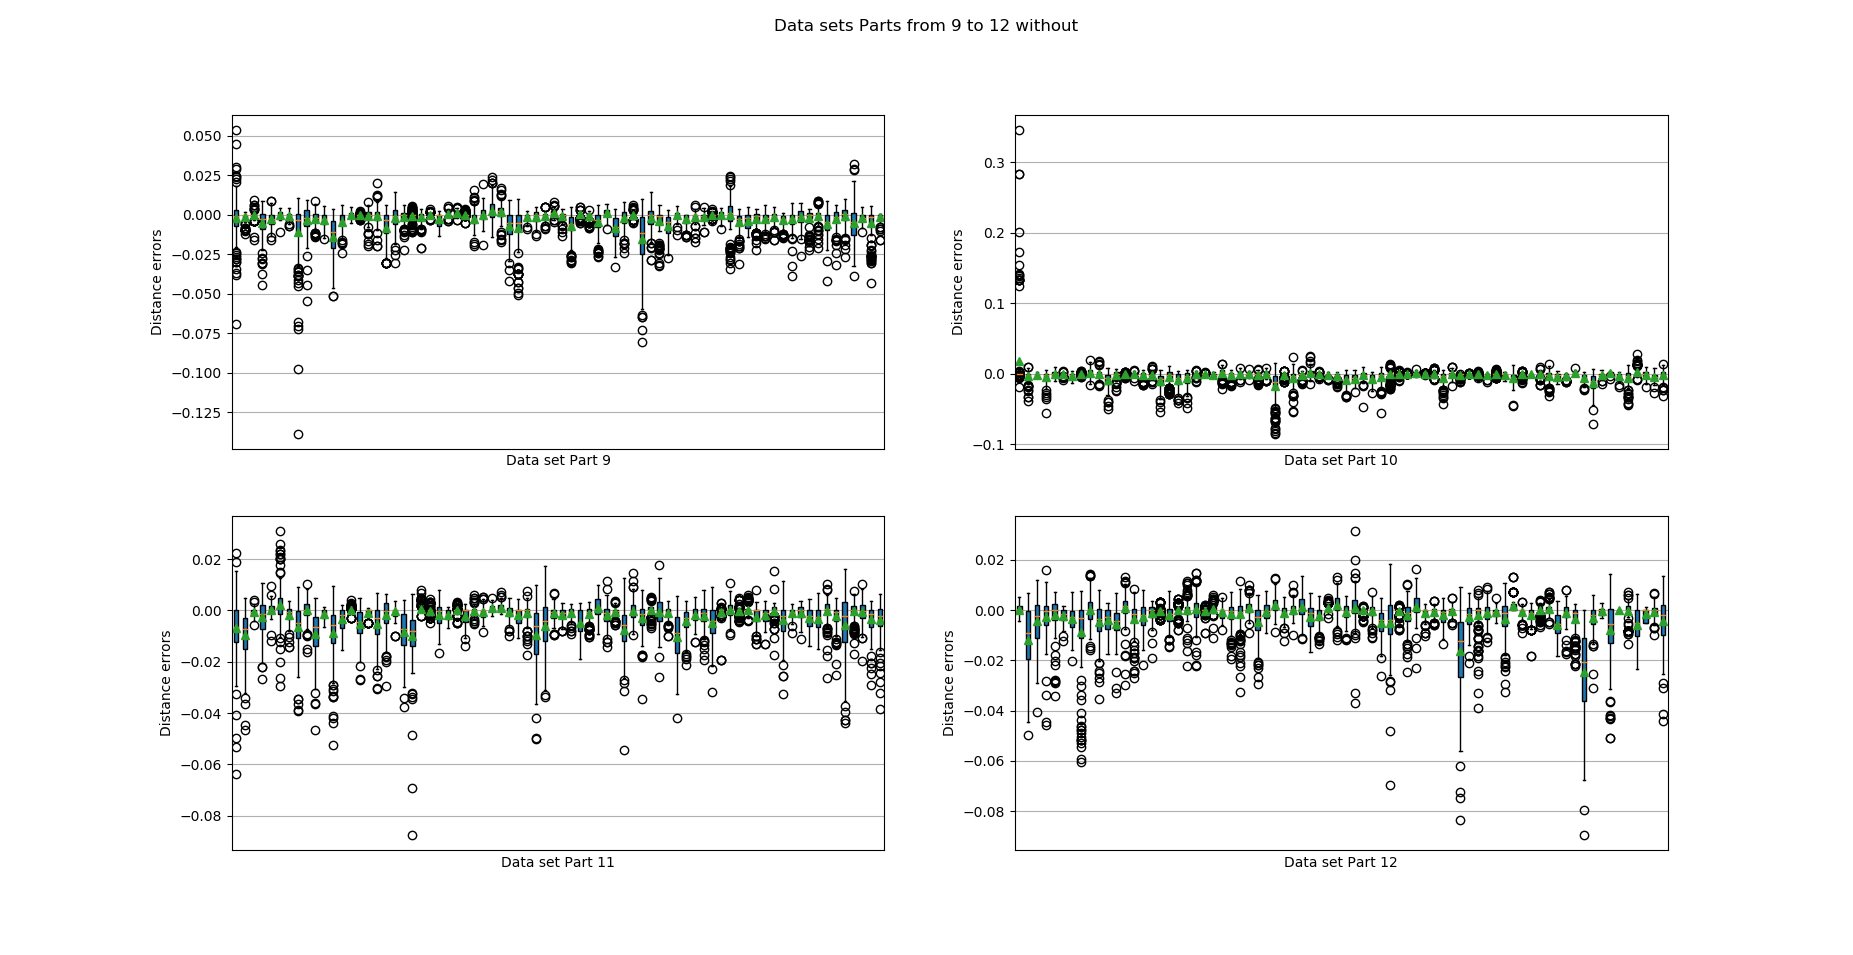 Data sets Parts from 9 to 12 without
0.050
0.025
0.000
−0.025
−0.050
−0.075
−0.100
−0.125
Distance errors
Data set Part 9
0.3
0.2
0.1
0.0
−0.1
Distance errors
Data set Part 10
0.02
0.00
−0.02
−0.04
−0.06
−0.08
Distance errors
Data set Part 11
0.02
0.00
−0.02
−0.04
−0.06
−0.08
Distance errors
Data set Part 12